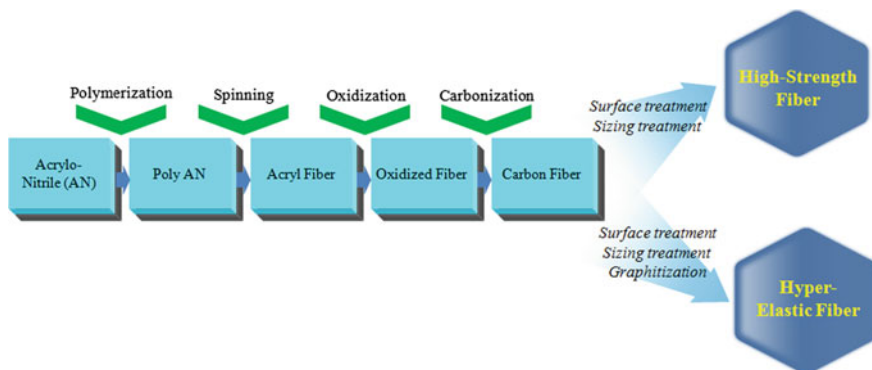 Polymerization
Spinning
Oxidization
Carbonization
Acrylo-
Nitrile (AN)
Poly AN
Acryl Fiber
Oxidized Fiber
Carbon Fiber
Surface treatment
Sizing treatment
High-Strength
Fiber
Surface treatment
Sizing treatment
Graphitization
Hyper-
Elastic Fiber